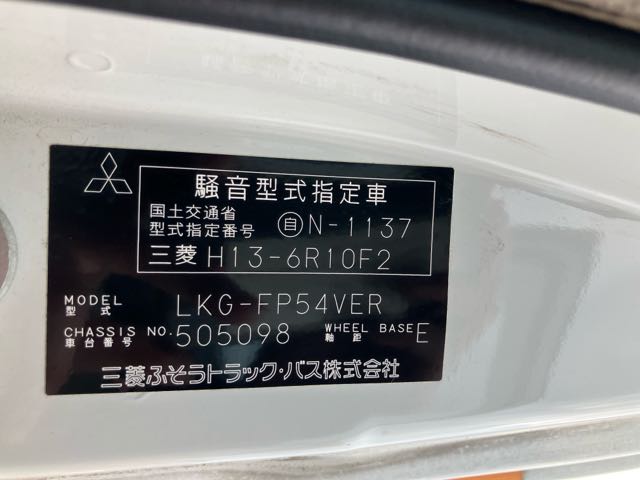 騒音型式指定車
国土交通省
型式指定番号 自N-1137
三菱 H13-6R10F2
MODEL
型式 LKG-FP54VER
CHASSIS NO.
車台番号 505098 WHEEL BASE
軸距 E
三菱ふそうトラック・バス株式会社